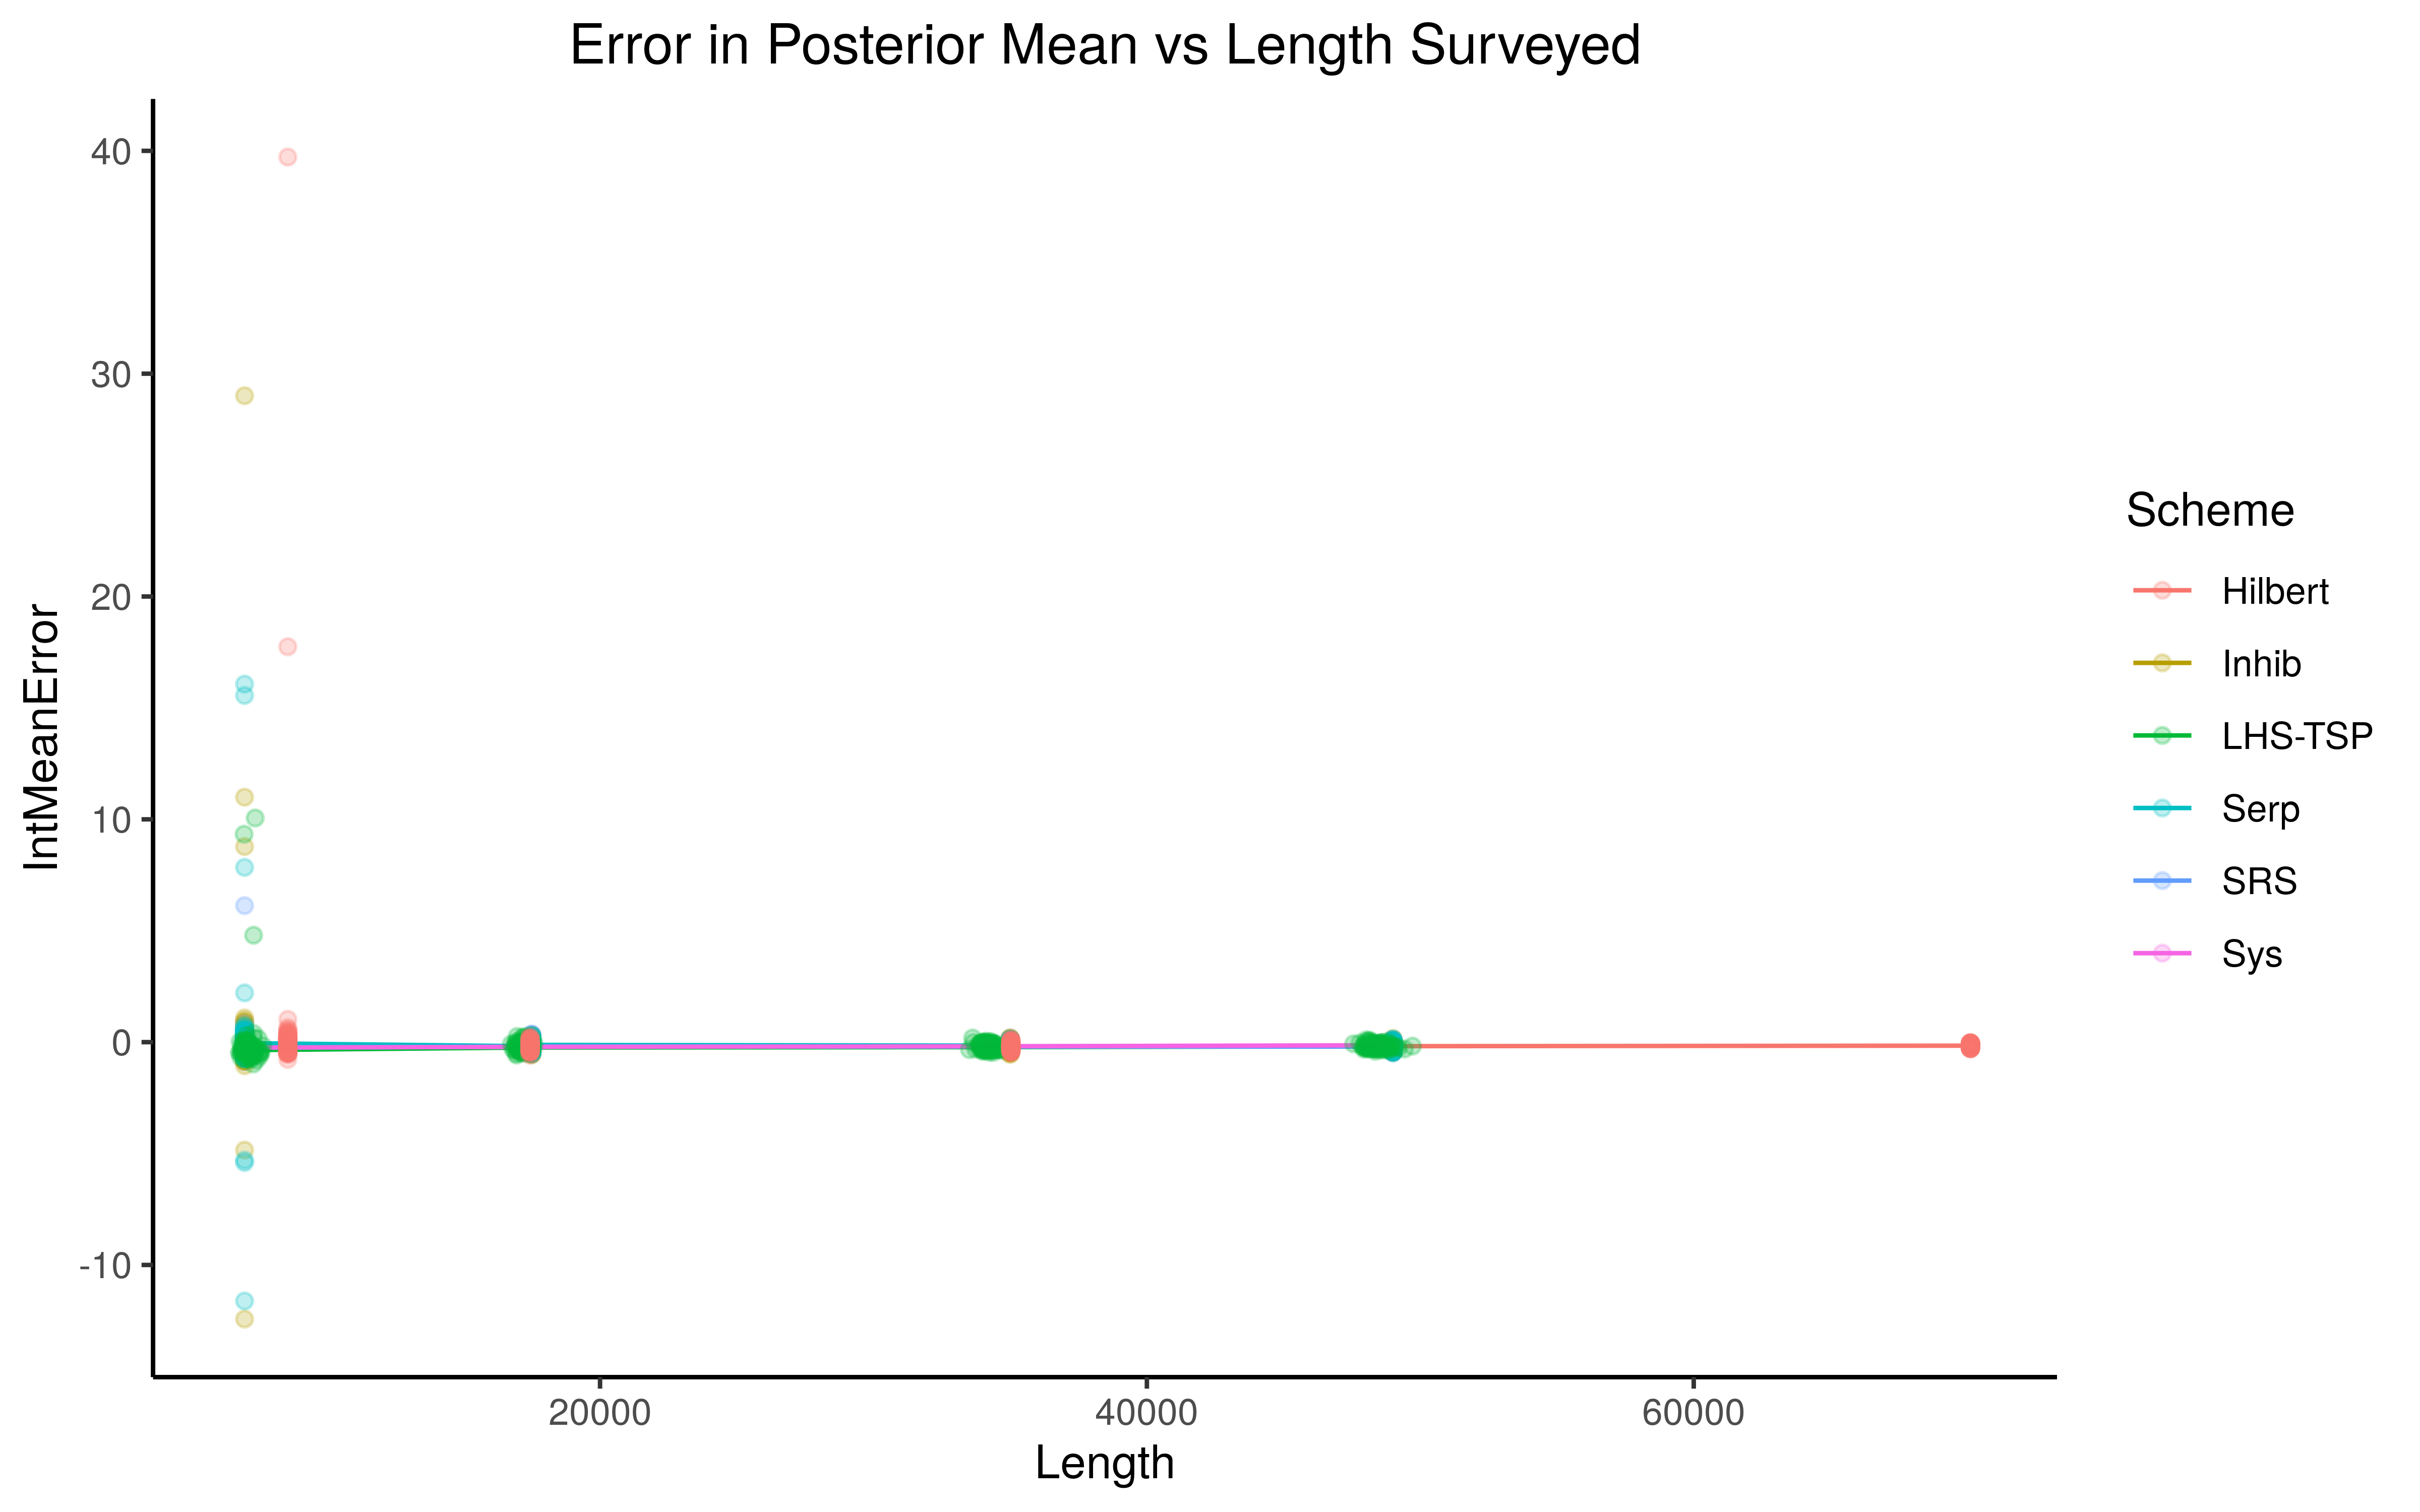 Error in Posterior Mean vs Length Surveyed
IntMeanError
40
30
20
10
0
-10
20000
40000
60000
Length
Scheme
Hilbert
Inhib
LHS-TSP
Serp
SRS
Sys